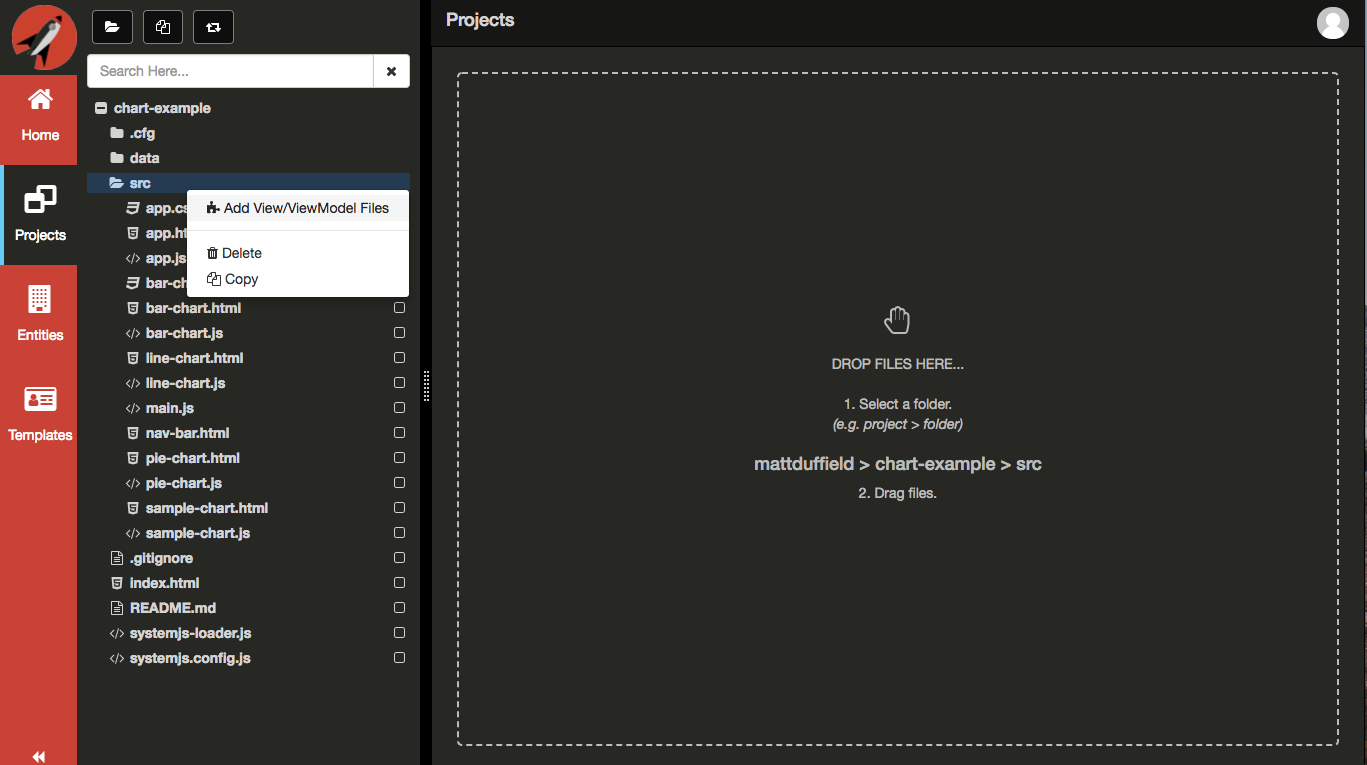 Projects
Search Here...
Home
Projects
Entities
Templates
chart-example
.cfg
data
src
app.cs
app.ht
app.js
bar-ch
Add View/ViewModel Files
Delete
Copy
bar-chart.html
bar-chart.js
line-chart.html
line-chart.js
main.js
nav-bar.html
pie-chart.html
pie-chart.js
sample-chart.html
sample-chart.js
.gitignore
index.html
README.md
systemjs-loader.js
systemjs.config.js
DROP FILES HERE...
1. Select a folder.
(e.g. project > folder)
mattduffield > chart-example > src
2. Drag files.